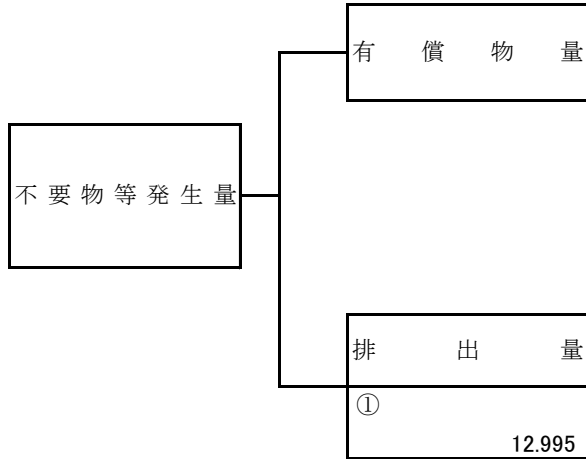 有償物量
不要物等発生量
排出量
①
12.995